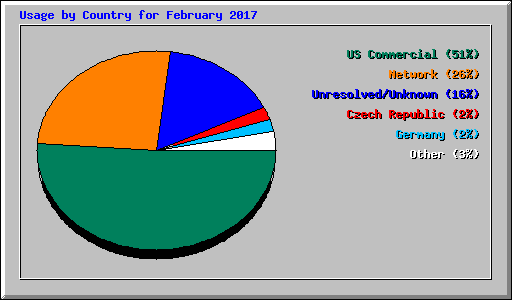 Usage by Country for February 2017
US Commercial (51%)
Network (26%)
Unresolved/Unknown (16%)
Czech Republic (2%)
Germany (2%)
Other (3%)